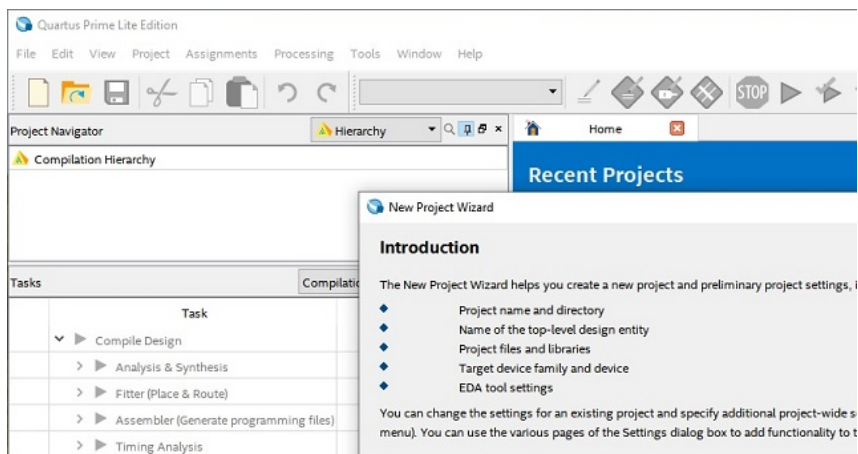 Quartus Prime Lite Edition
File Edit View Project Assignments Processing Tools Window Help
STOP
Project Navigator
Hierarchy
Home
Compilation Hierarchy
Recent Projects
New Project Wizard
Introduction
The New Project Wizard helps you create a new project and preliminary project settings,
Project name and directory
Name of the top-level design entity
Project files and libraries
Target device family and device
EDA tool settings
You can change the settings for an existing project and specify additional project-wide
menu). You can use the various pages of the Settings dialog box to add functionality to
Tasks
Task
Compile Design
Analysis & Synthesis
Fitter (Place & Route)
Assembler (Generate programming files)
Timing Analysis